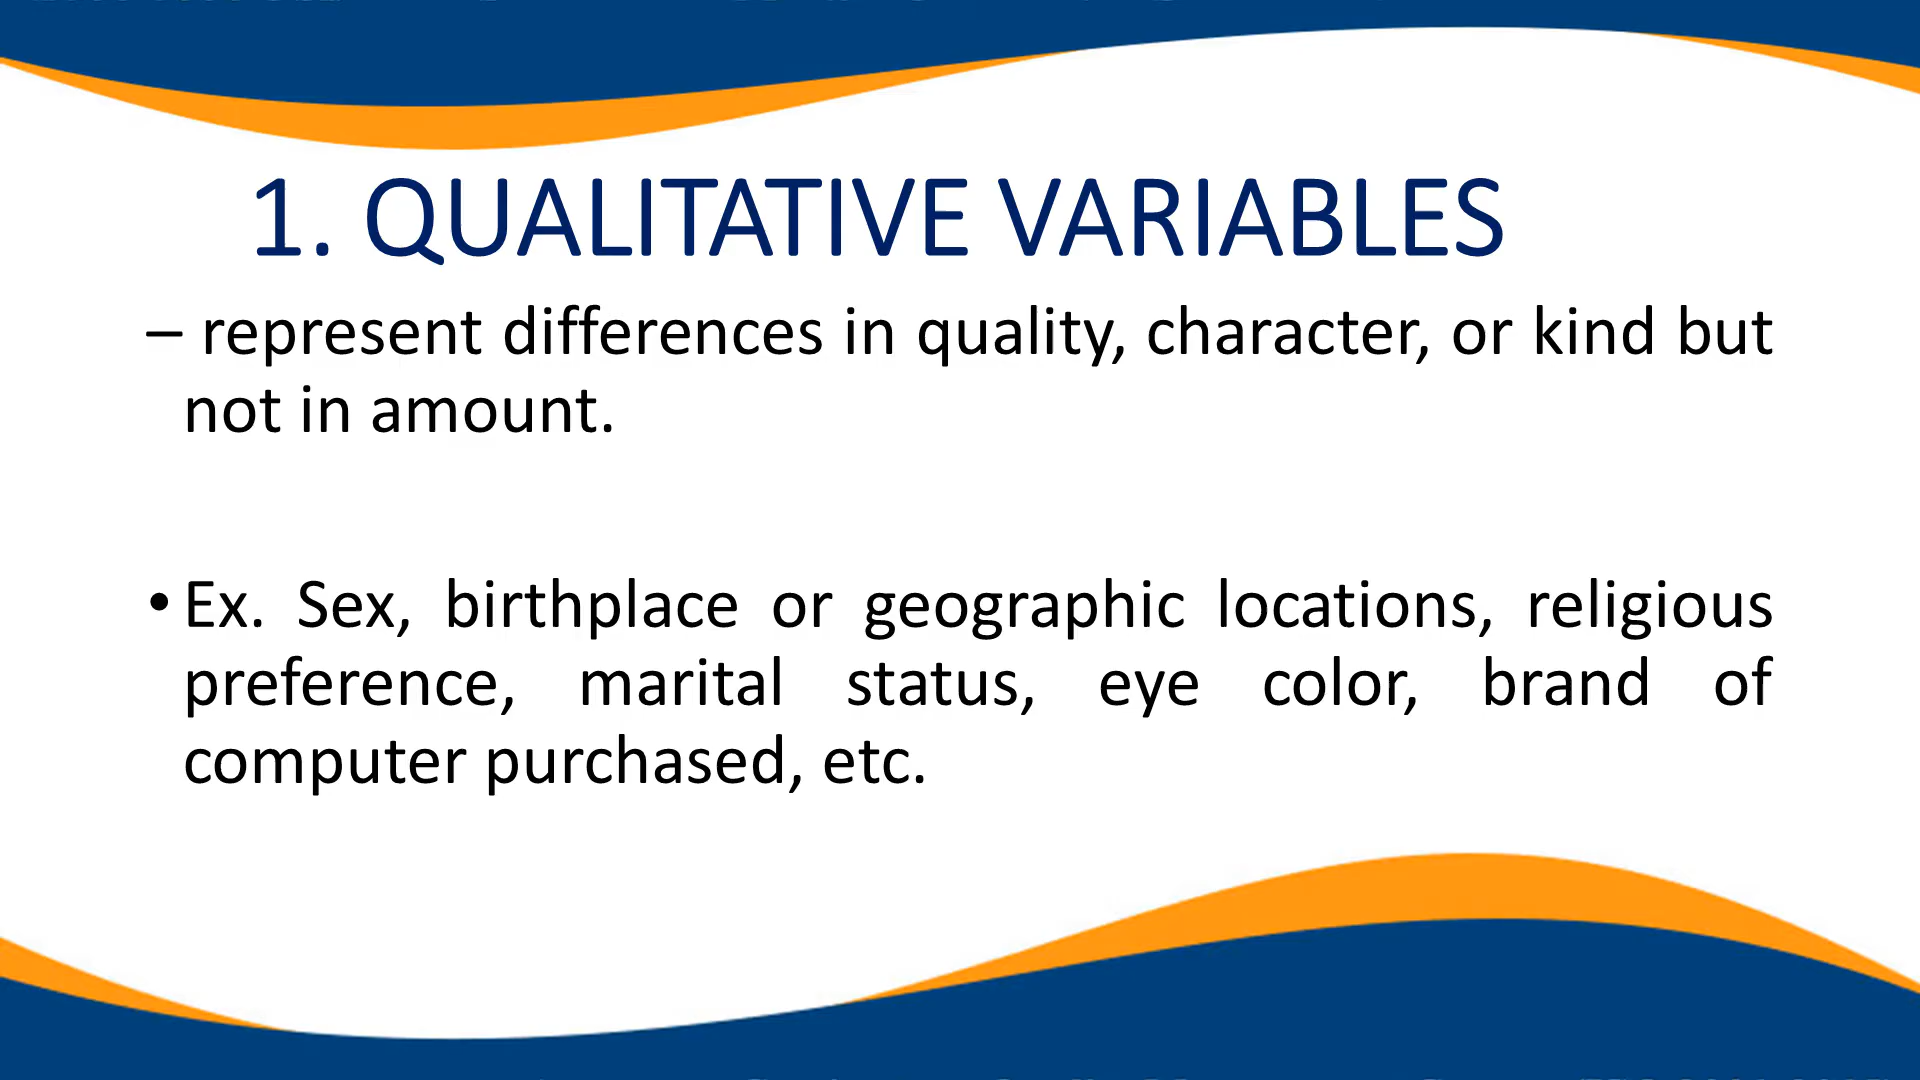 1. QUALITATIVE VARIABLES
– represent differences in quality, character, or kind but
not in amount.
• Ex. Sex, birthplace or geographic locations, religious
preference, marital status, eye color, brand of
computer purchased, etc.